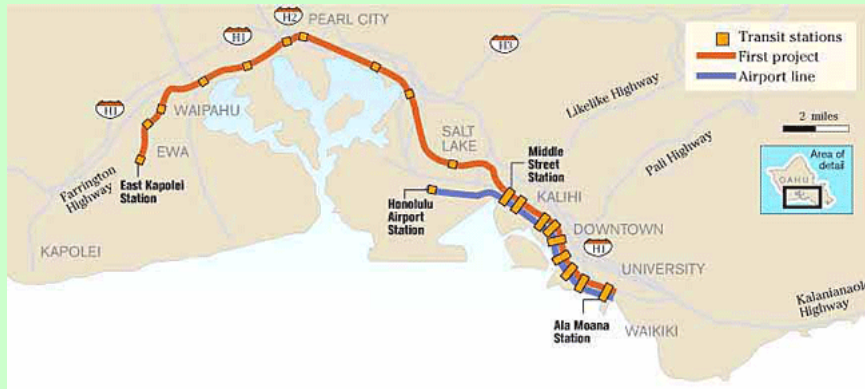 PEARL CITY
H2
H1
H3
H1
WAIPAHU
EWA
East Kapolei
Station
Farrington
Highway
KAPOLEI
SALT
LAKE
Honolulu
Airport
Station
Middle
Street
Station
KALIHI
DOWNTOWN
H1
UNIVERSITY
Ala Moana
Station
WAIKIKI
Likelike Highway
Pali Highway
Kalanianaole
Highway
Transit stations
First project
Airport line
2 miles
Area of
detail
OAHU